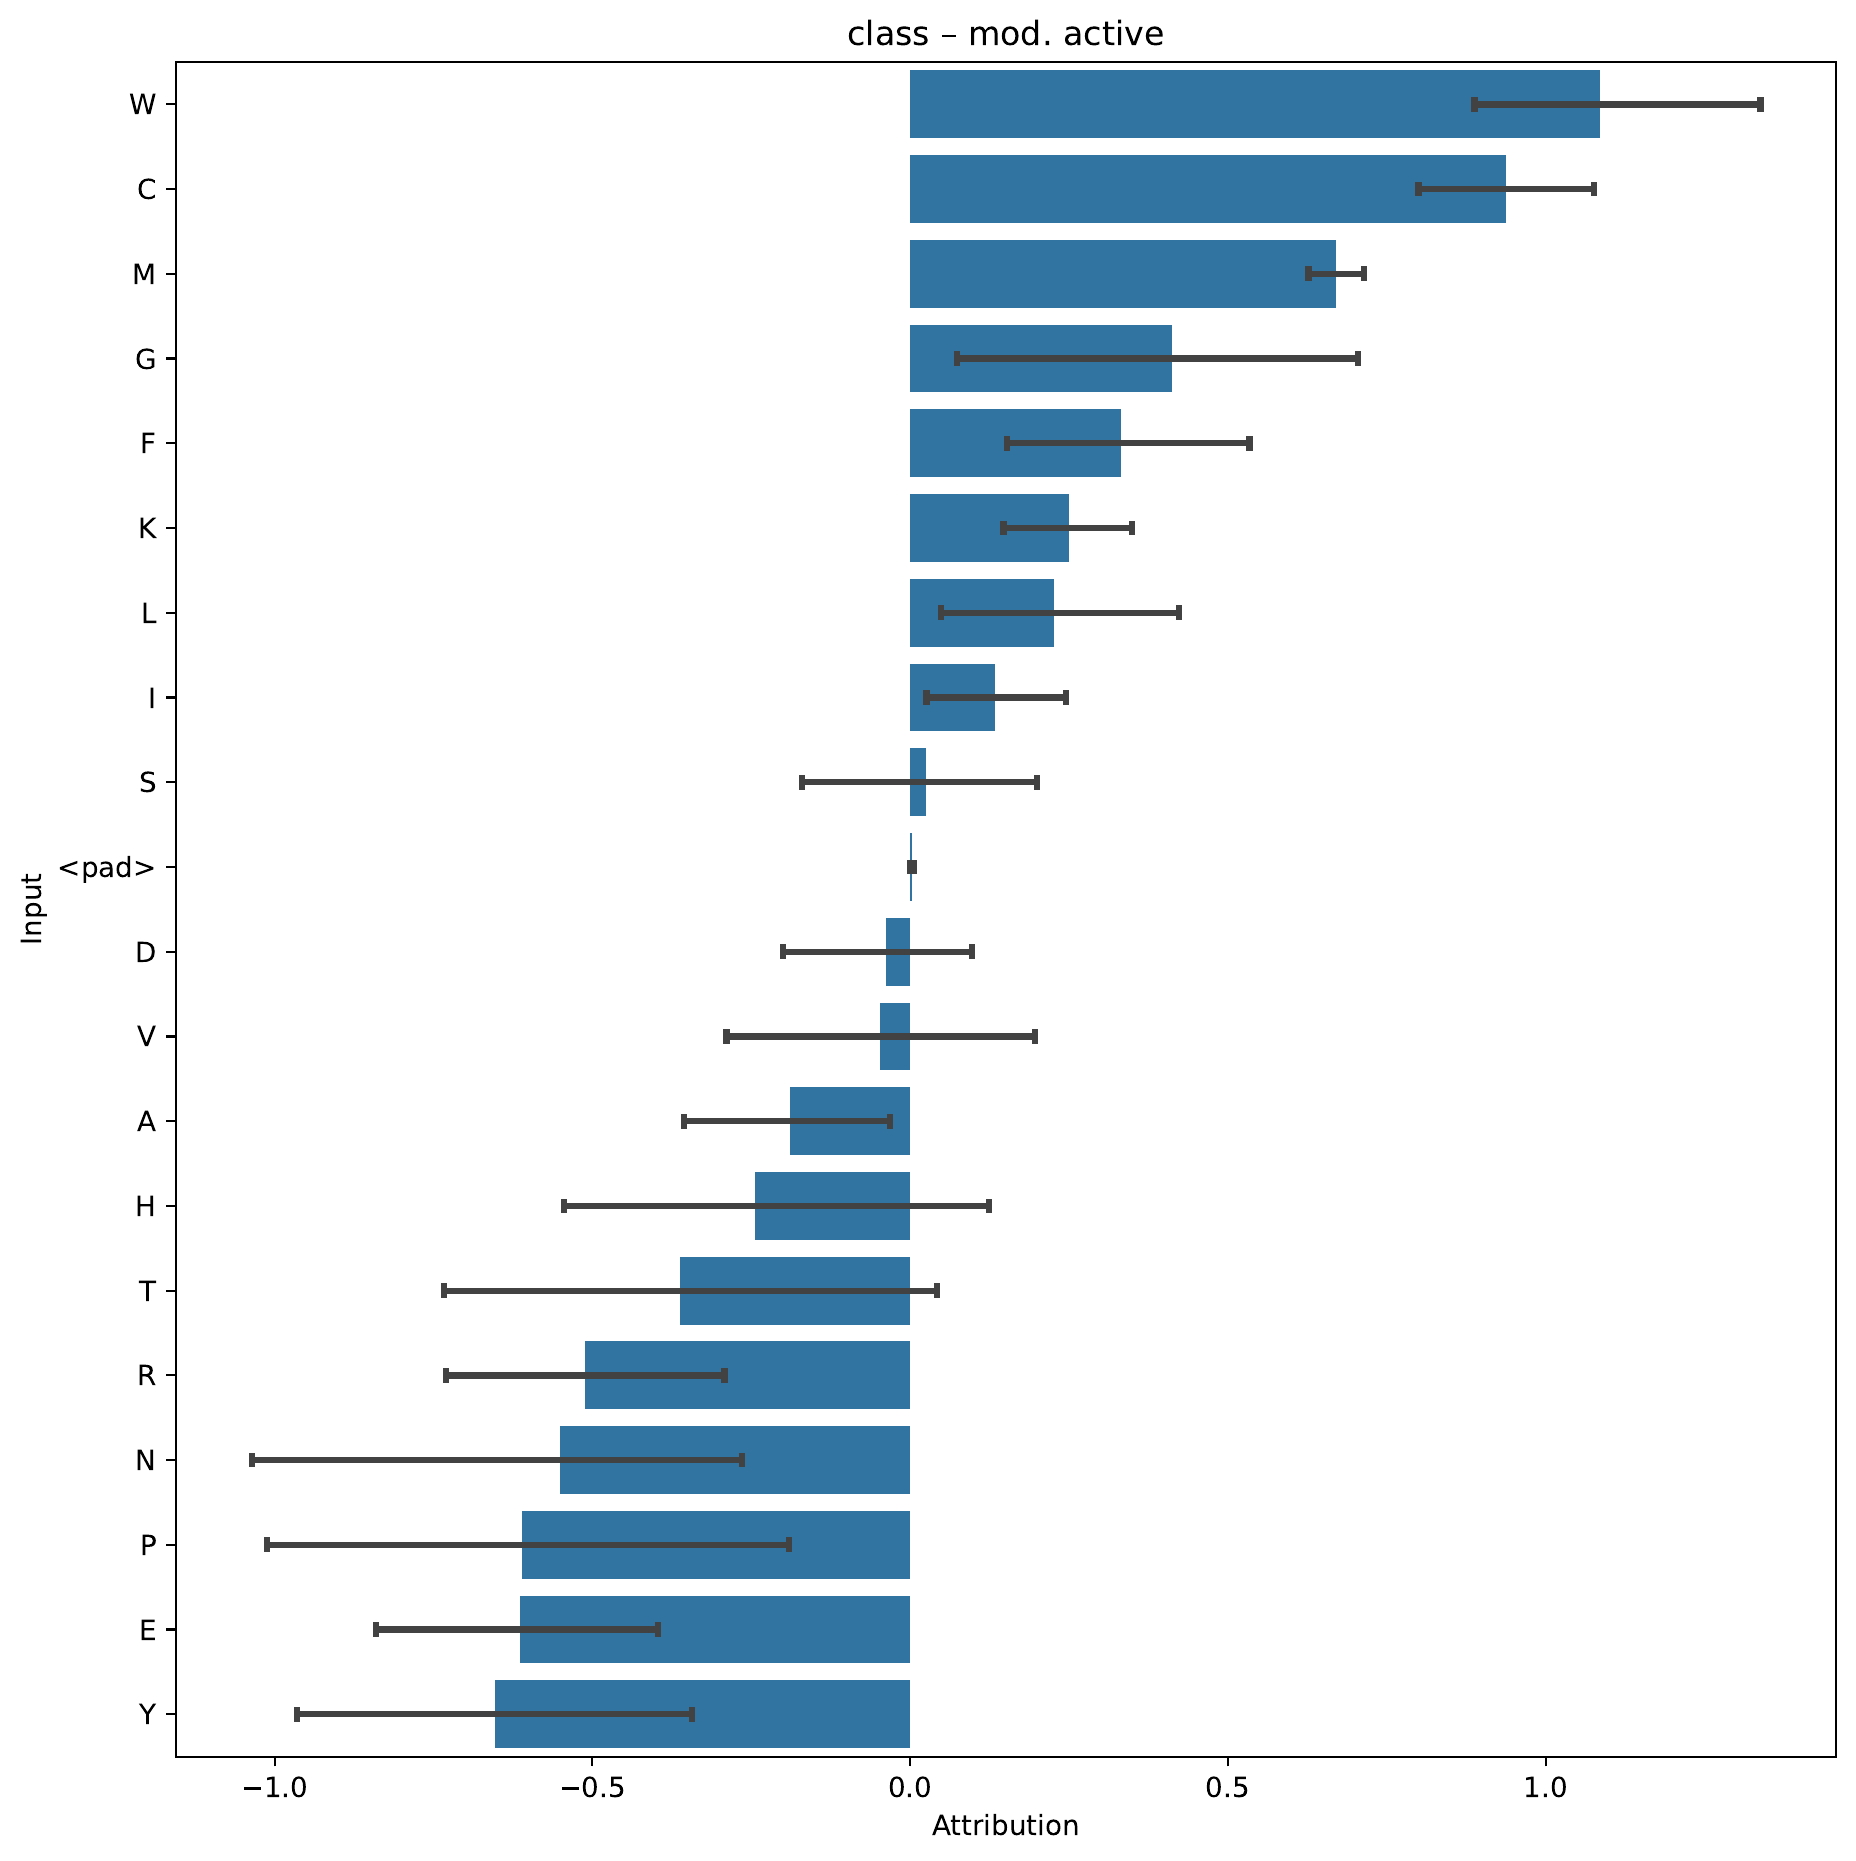 class – mod. active
W
C
M
G
F
K
L
I
S
<pad>
D
V
A
H
T
R
N
P
E
Y
Input
−1.0 −0.5 0.0 0.5 1.0
Attribution